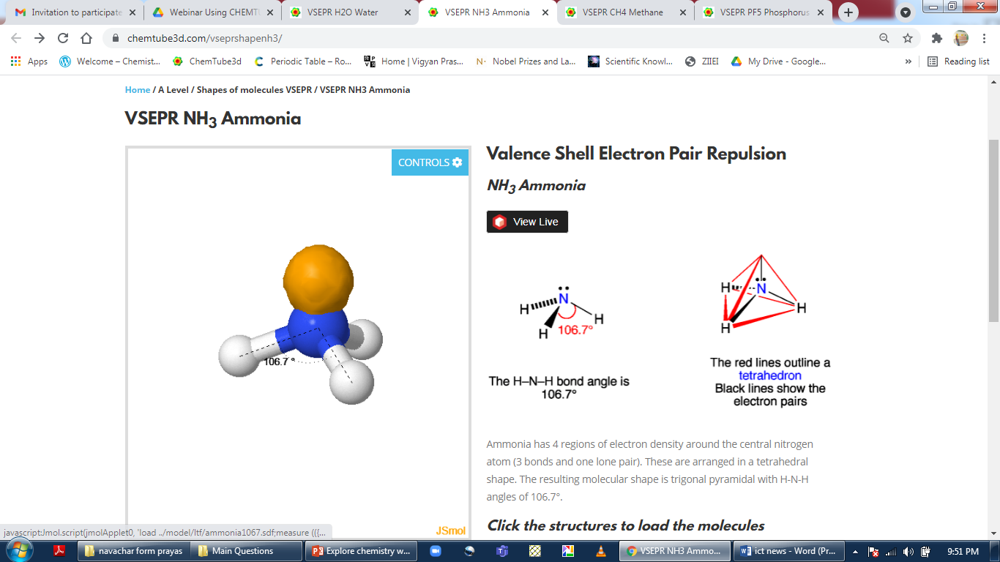 Invitation to participate
Webinar Using CHEMTU
VSEPR H2O Water
VSEPR NH3 Ammonia
VSEPR CH4 Methane
VSEPR PF5 Phosphorus
chemtube3d.com/vseprshapenh3/
Apps
Welcome – Chemist...
ChemTube3d
Periodic Table – Ro...
Home | Vigyan Pras...
Nobel Prizes and La...
Scientific Knowl...
ZIIEI
My Drive - Google...
»
Reading list
Home / A Level / Shapes of molecules VSEPR / VSEPR NH3 Ammonia
VSEPR NH3 Ammonia
CONTROLS
106.7 °
JSmol
Valence Shell Electron Pair Repulsion
NH3 Ammonia
View Live
N
H
H
H
106.7°
The H–N–H bond angle is
106.7°
H
N
H
H
The red lines outline a
tetrahedron
Black lines show the
electron pairs
Ammonia has 4 regions of electron density around the central nitrogen
atom (3 bonds and one lone pair). These are arranged in a tetrahedral
shape. The resulting molecular shape is trigonal pyramidal with H-N-H
angles of 106.7°.
Click the structures to load the molecules
javascript:Jmol.script(jmolApplet0, 'load ../model/ltf/ammonia1067.sdf;measure ({{...
navachar form prayas
Main Questions
Explore chemistry w...
VSEPR NH3 Ammo...
ict news - Word (Pr...
9:51 PM